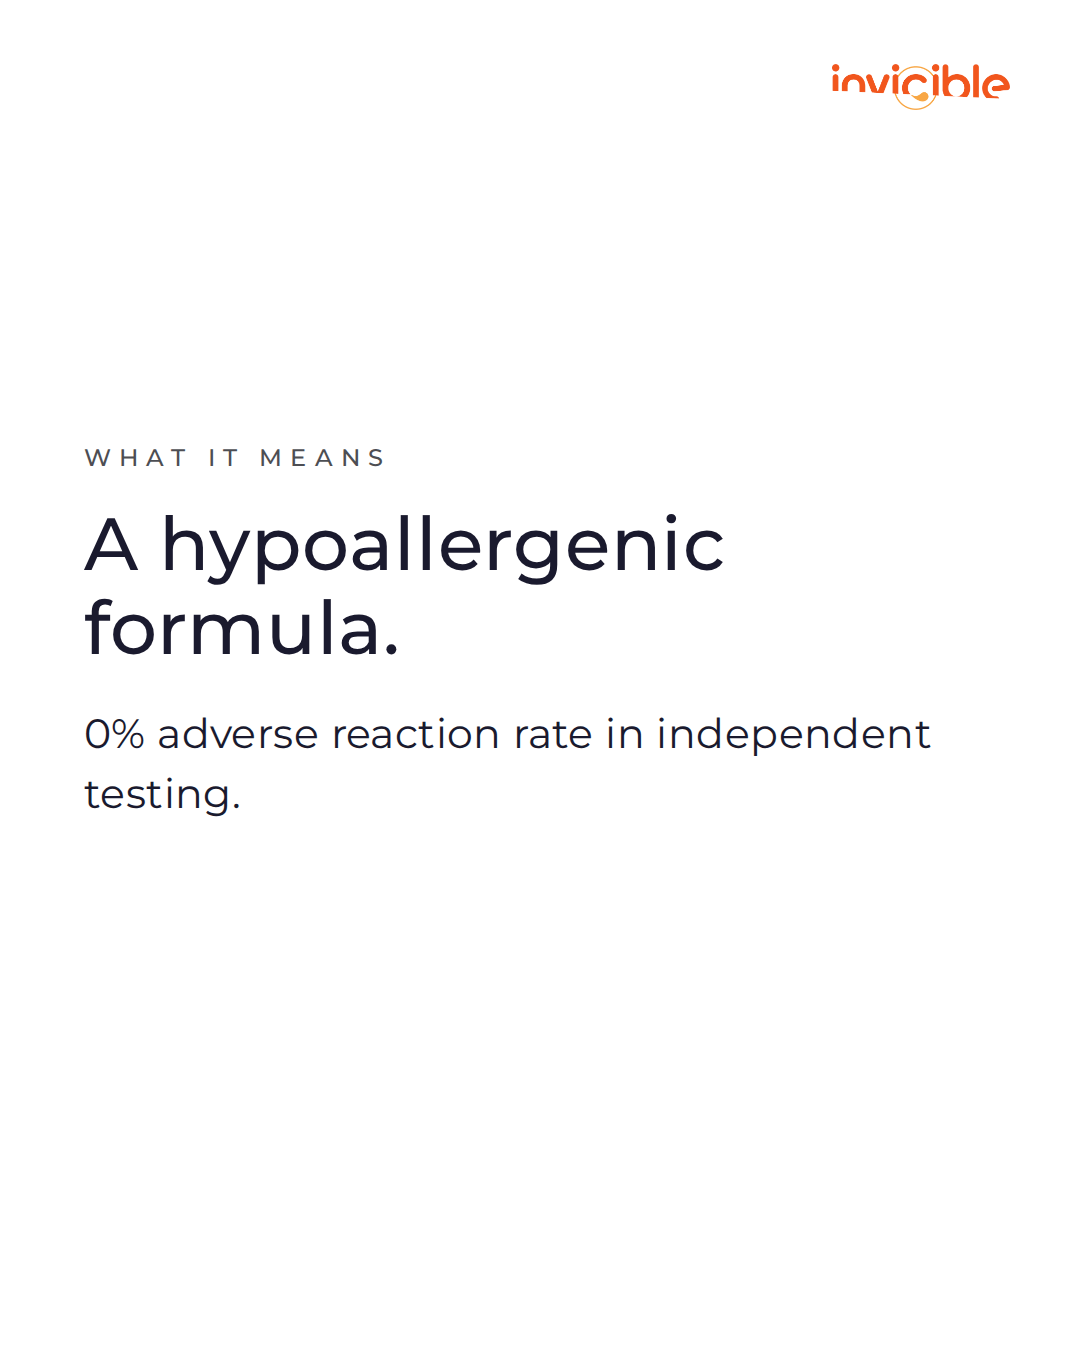 invicible
WHAT IT MEANS
A hypoallergenic
formula.
0% adverse reaction rate in independent
testing.